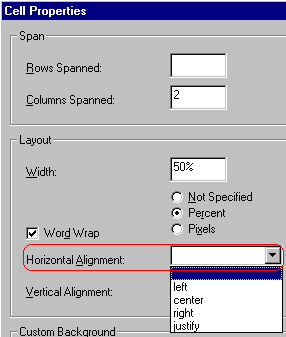 Cell Properties
Span
Rows Spanned:
Columns Spanned: 2
Layout
Width: 50%
Not Specified
Percent
Word Wrap
Pixels
Horizontal Alignment:
left
Vertical Alignment:
center
right
justify
Custom Background